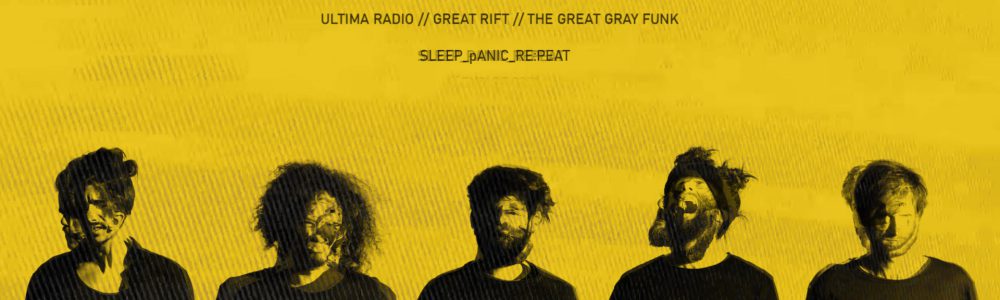 ULTIMA RADIO // GREAT RIFT // THE GREAT GRAY FUNK
SLEEP_pANIC_RE:PEAT